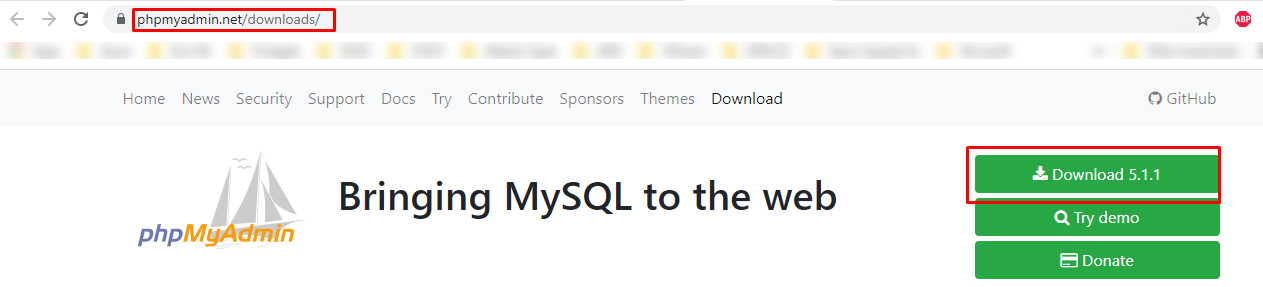 phpmyadmin.net/downloads/
ABP
Home News Security Support Docs Try Contribute Sponsors Themes Download GitHub
phpMyAdmin
Bringing MySQL to the web
Download 5.1.1
Try demo
Donate